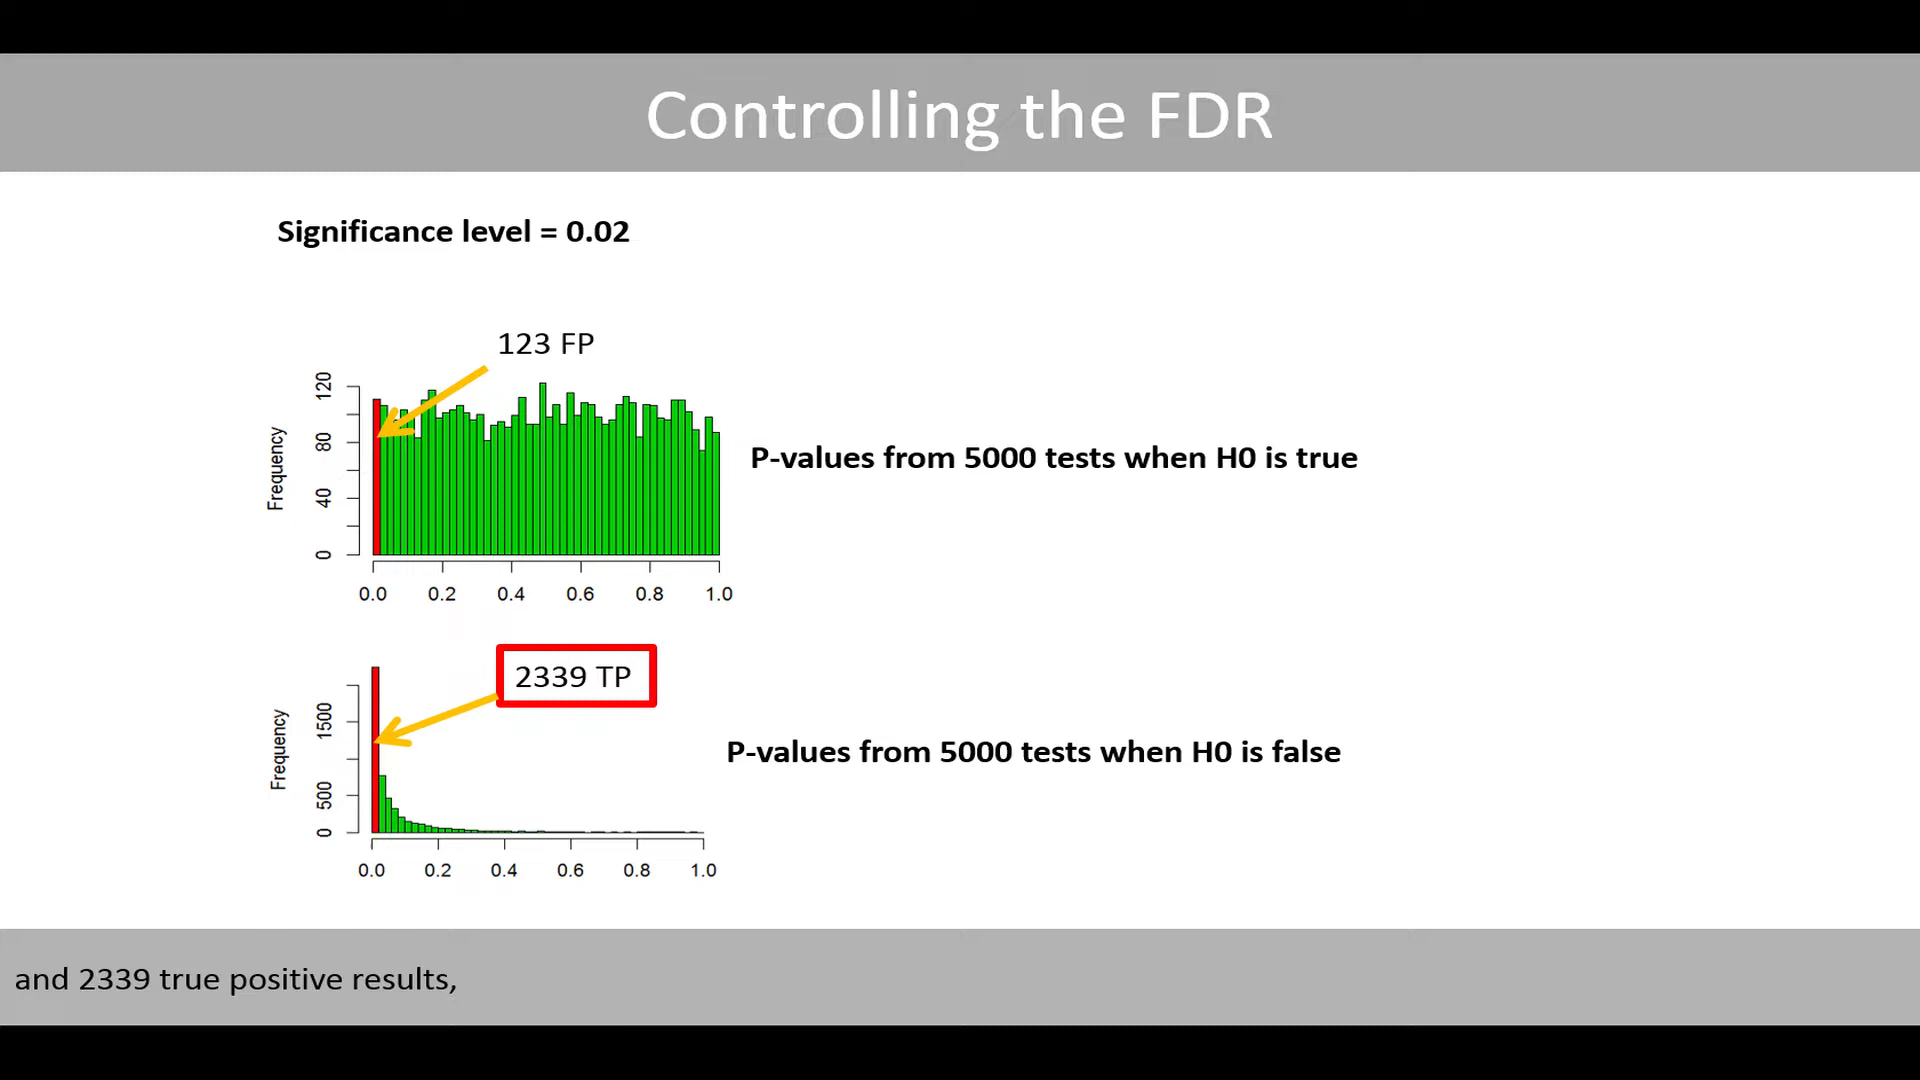 Controlling the FDR
Significance level = 0.02
123 FP
Frequency
120
80
40
0
0.0 0.2 0.4 0.6 0.8 1.0
P-values from 5000 tests when H0 is true
2339 TP
Frequency
1500
500
0
0.0 0.2 0.4 0.6 0.8 1.0
P-values from 5000 tests when H0 is false
and 2339 true positive results,